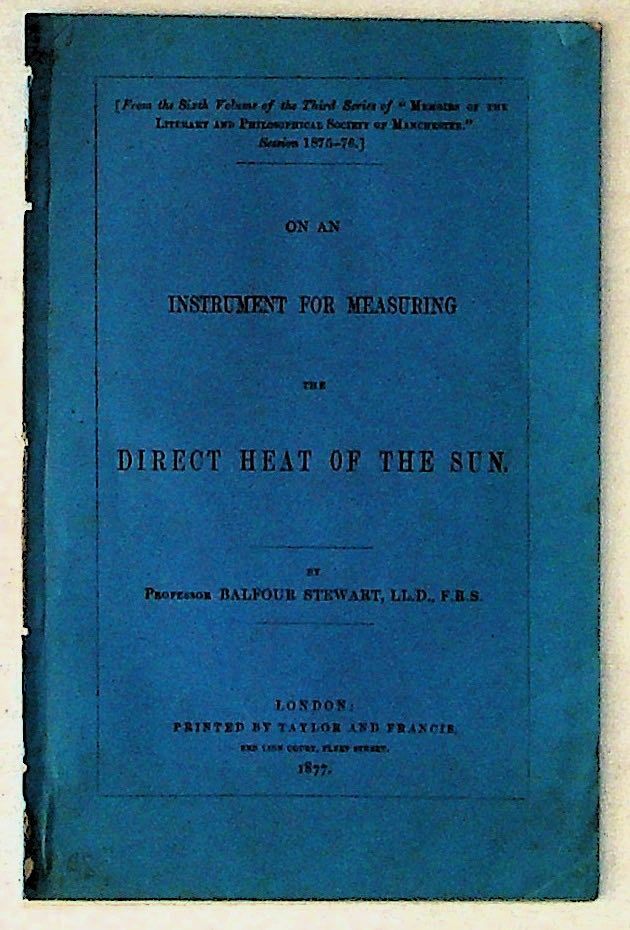 [From the Sixth Volume of the Third Series of "MEMOIRS OF THE
LITERARY AND PHILOSOPHICAL SOCIETY OF MANCHESTER."
Session 1875–76.]
ON AN
INSTRUMENT FOR MEASURING
THE
DIRECT HEAT OF THE SUN.
BY
PROFESSOR BALFOUR STEWART, LL.D., F.R.S.
LONDON:
PRINTED BY TAYLOR AND FRANCIS,
RED LION COURT, FLEET STREET.
1877.